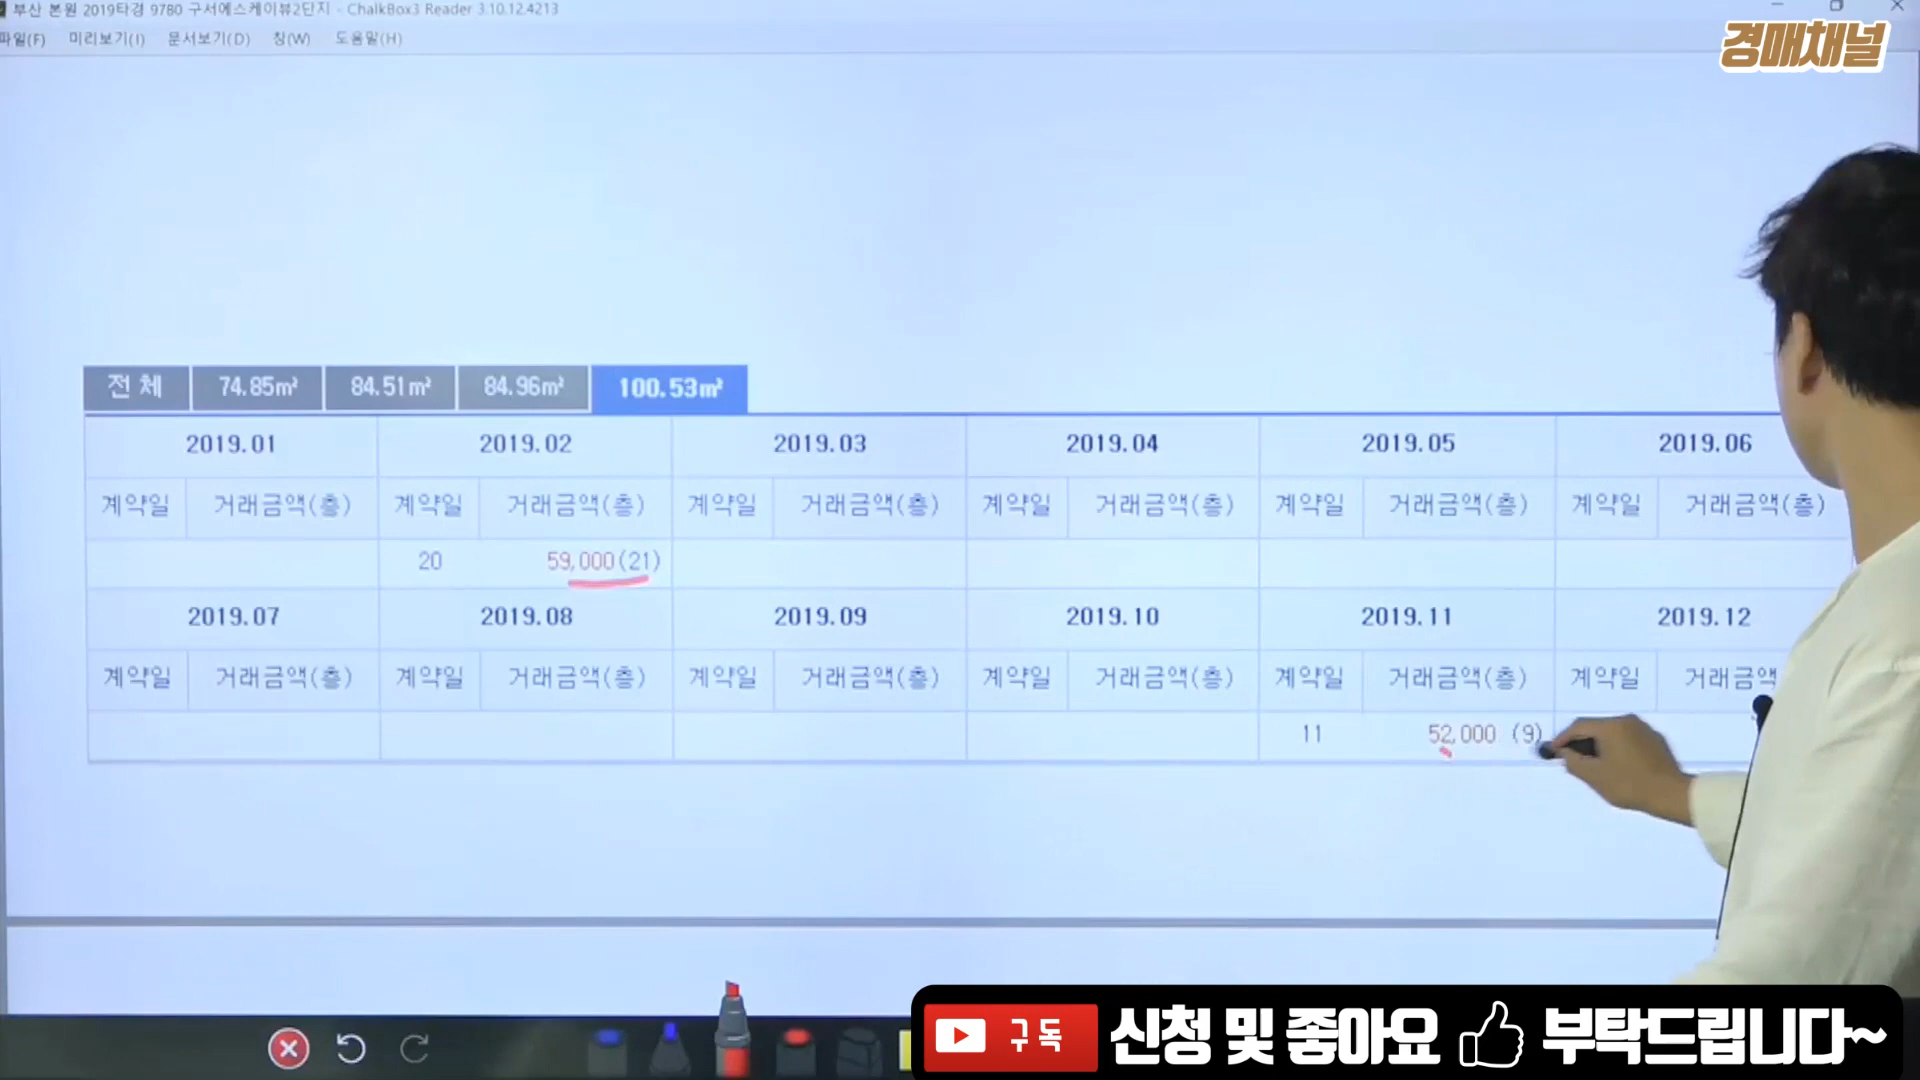 부산 본원 2019타경 9780 구서에스케이뷰2단지 - ChalkBox3 Reader 3.10.12.4213
파일(F) 미리보기(I) 문서보기(D) 창(W) 도움말(H)
경매채널
전체 74.85㎡ 84.51㎡ 84.96㎡ 100.53㎡
2019.01 2019.02 2019.03 2019.04 2019.05 2019.06
계약일 거래금액(층) 계약일 거래금액(층) 계약일 거래금액(층) 계약일 거래금액(층) 계약일 거래금액(층) 계약일 거래금액(층)
20 59,000(21)
2019.07 2019.08 2019.09 2019.10 2019.11 2019.12
계약일 거래금액(층) 계약일 거래금액(층) 계약일 거래금액(층) 계약일 거래금액(층) 계약일 거래금액(층) 계약일 거래금액
11 52,000 (9)
구독 신청 및 좋아요 부탁드립니다~